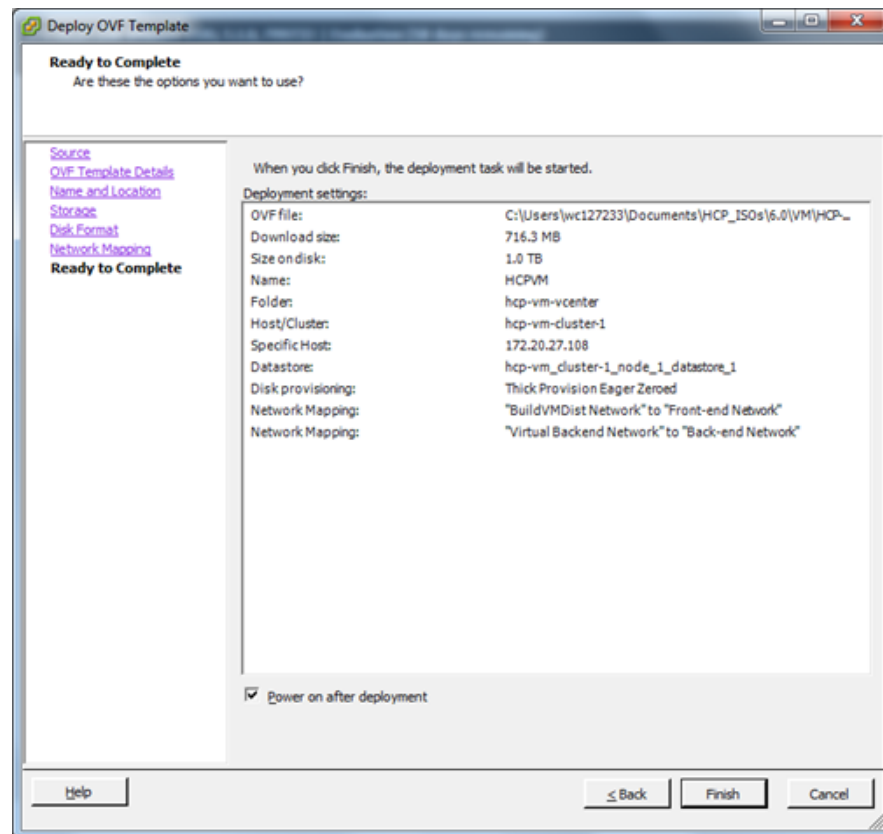 Deploy OVF Template
Ready to Complete
Are these the options you want to use?
Source
OVF Template Details
Name and Location
Storage
Disk Format
Network Mapping
Ready to Complete
When you click Finish, the deployment task will be started.
Deployment settings:
OVF file: C:\Users\wc127233\Documents\HCP_ISOs\6.0\VM\HCP-...
Download size: 716.3 MB
Size on disk: 1.0 TB
Name: HCPVM
Folder: hcp-vm-vcenter
Host/Cluster: hcp-vm-cluster-1
Specific Host: 172.20.27.108
Datastore: hcp-vm_cluster-1_node_1_datastore_1
Disk provisioning: Thick Provision Eager Zeroed
Network Mapping: "BuildVMDist Network" to "Front-end Network"
Network Mapping: "Virtual Backend Network" to "Back-end Network"
Power on after deployment
Help
< Back
Finish
Cancel